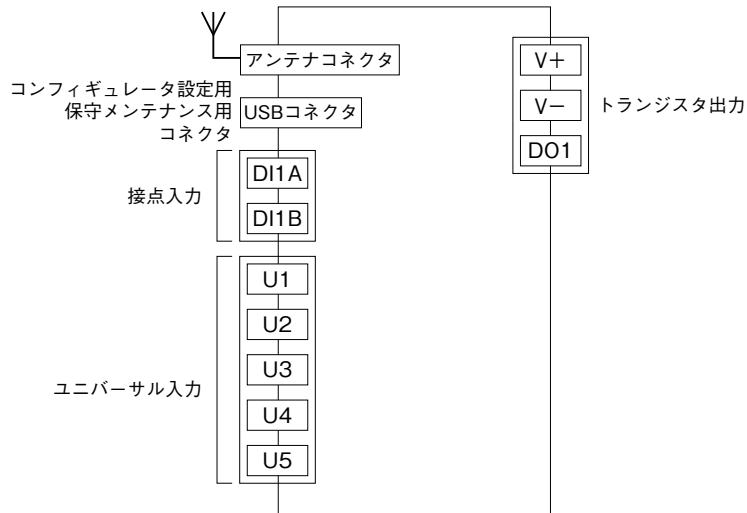 アンテナコネクタ
コンフィギュレータ設定用
保守メンテナンス用
コネクタ
USBコネクタ
接点入力
DI1A
DI1B
ユニバーサル入力
U1
U2
U3
U4
U5
V+
V−
DO1
トランジスタ出力